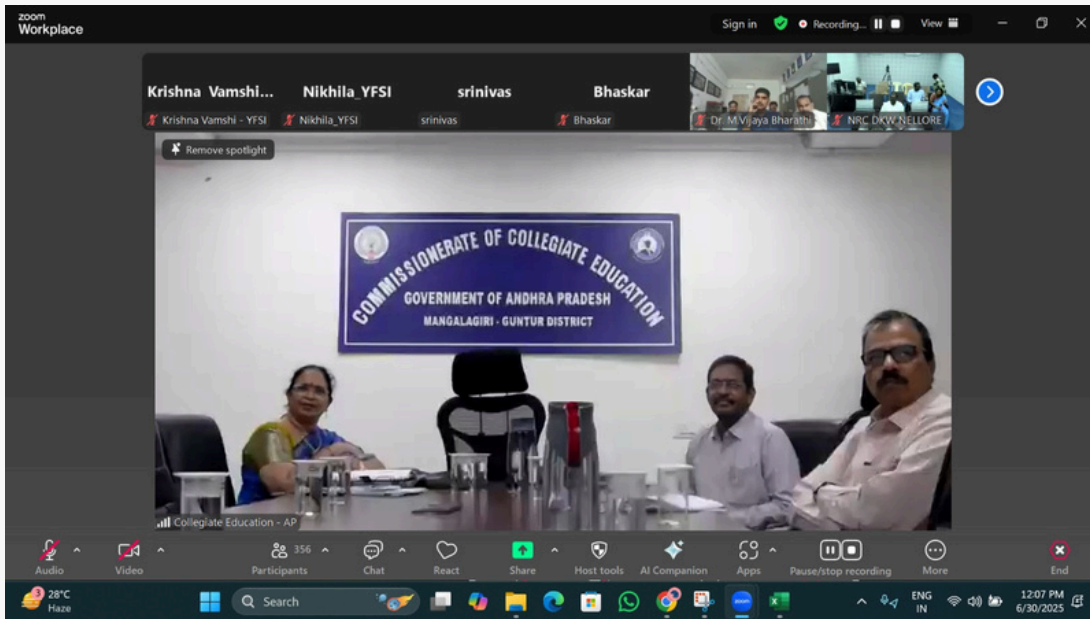 zoom
Workplace
Sign in
Recording...
View
Krishna Vamshi...
Nikhila_YFSI
srinivas
Bhaskar
Krishna Vamshi - YFSI
Nikhila_YFSI
srinivas
Bhaskar
Dr. M.Vijaya Bharathi
NRC DKW NELLORE
Remove spotlight
COMMISSIONERATE OF COLLEGIATE EDUCATION
GOVERNMENT OF ANDHRA PRADESH
MANGALAGIRI - GUNTUR DISTRICT
Collegiate Education - AP
356
Audio
Video
Participants
Chat
React
Share
Host tools
AI Companion
Apps
Pause/stop recording
More
End
3
28°C
Haze
Search
zoom
ENG
IN
12:07 PM
6/30/2025